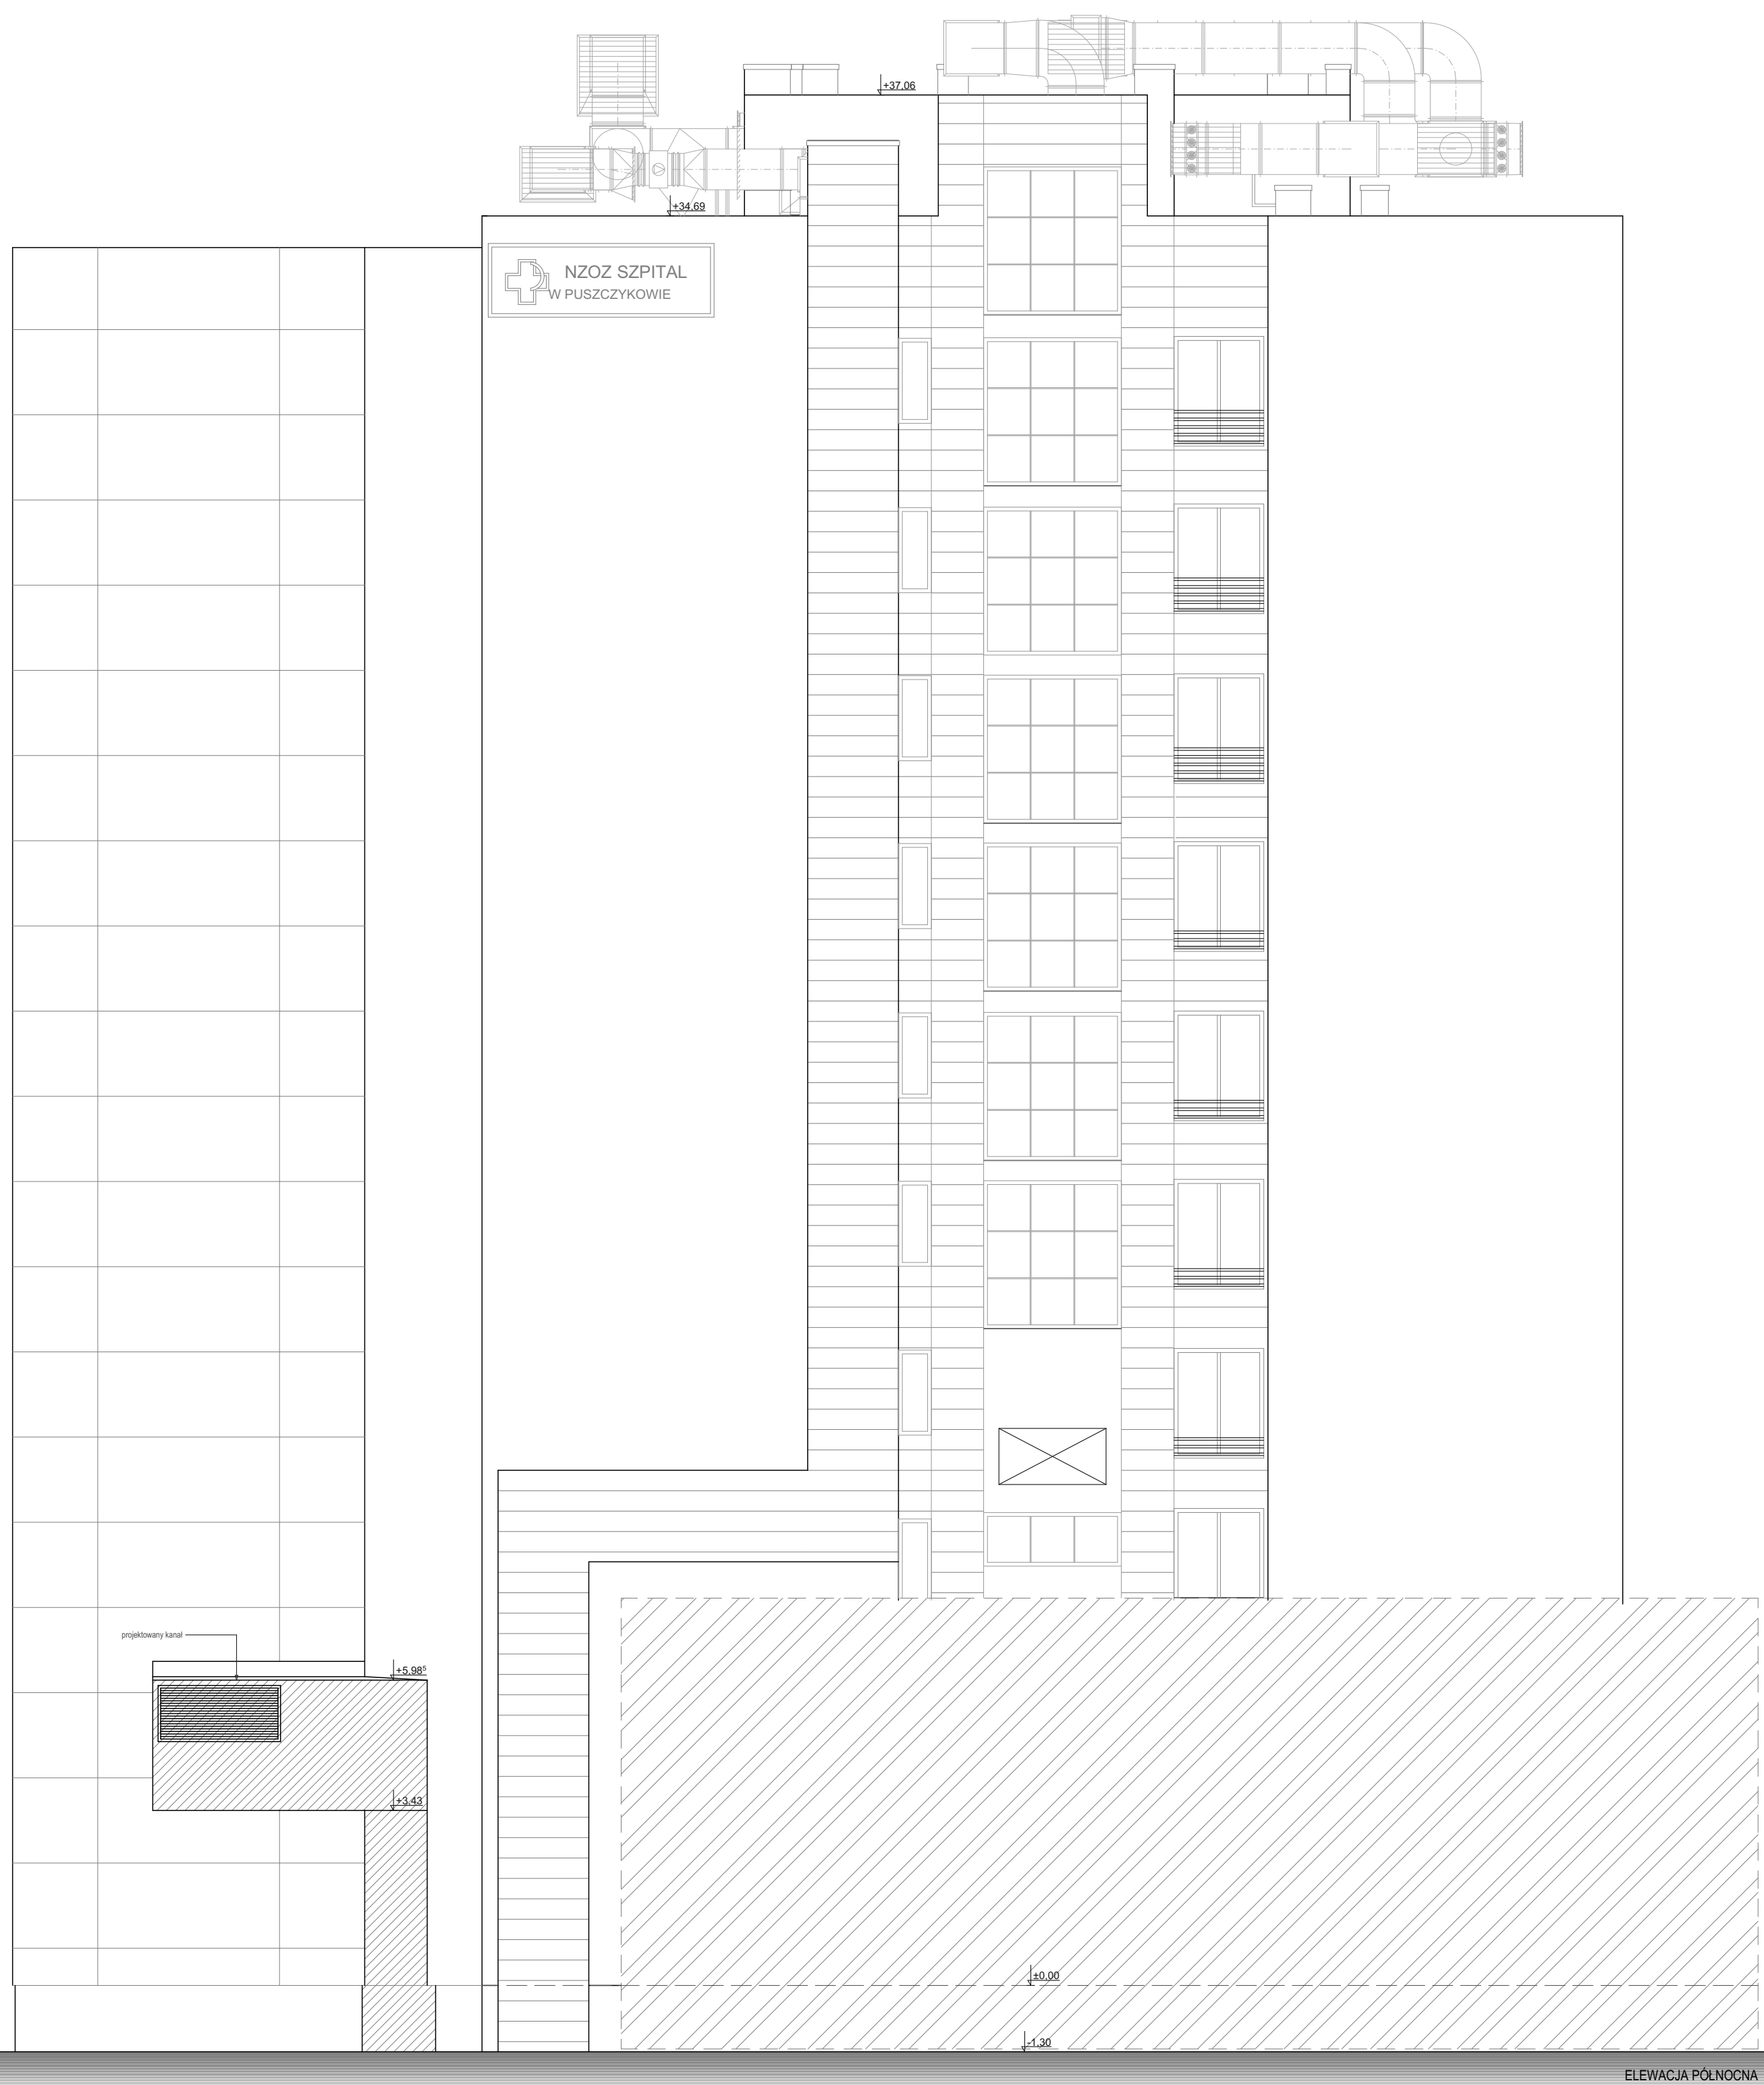 +37.06
+34.69
NZOZ SZPITAL
W PUSZCZYKOWIE
projektowany kanał
+5.98⁵
+3.43
±0.00
-1.30
ELEWACJA PÓŁNOCNA